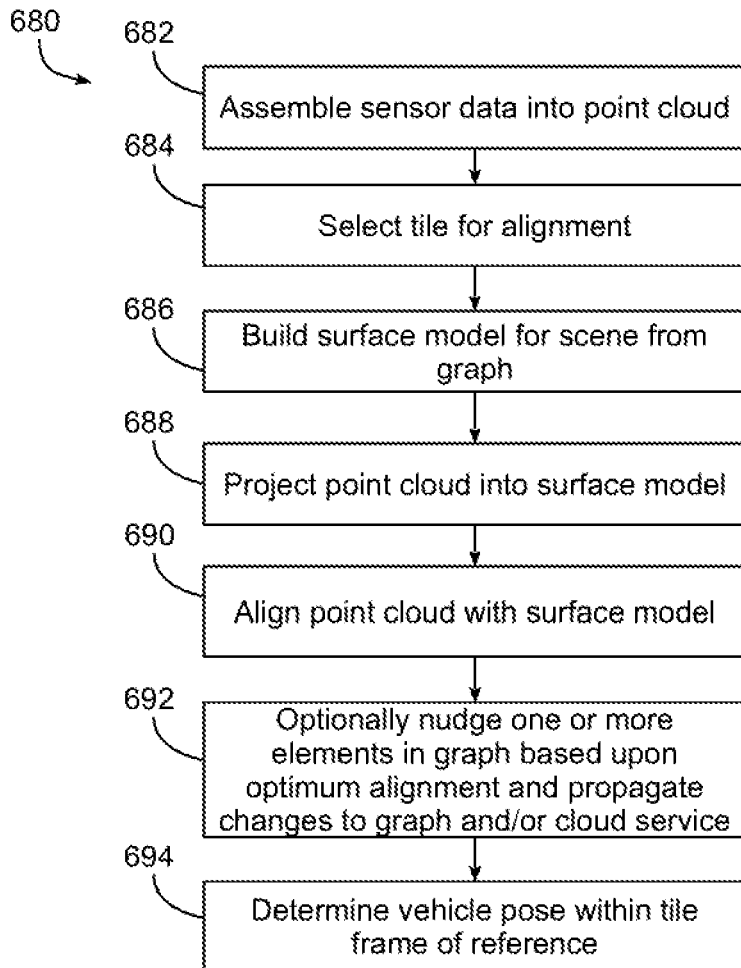 680
682
Assemble sensor data into point cloud
684
Select tile for alignment
686
Build surface model for scene from
graph
688
Project point cloud into surface model
690
Align point cloud with surface model
692
Optionally nudge one or more
elements in graph based upon
optimum alignment and propagate
changes to graph and/or cloud service
694
Determine vehicle pose within tile
frame of reference